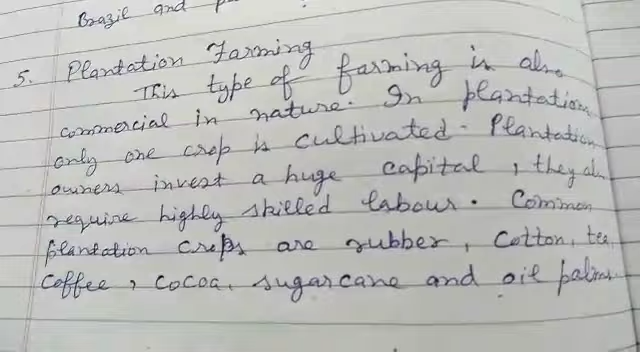 Brazil and
5. Plantation Farming
This type of farming is also
commercial in nature. In plantation
only one crop is cultivated. Plantation
owners invest a huge capital, they also
require highly skilled labour. Common
plantation crops are rubber, cotton, tea,
coffee, cocoa, sugarcane and oil palms.